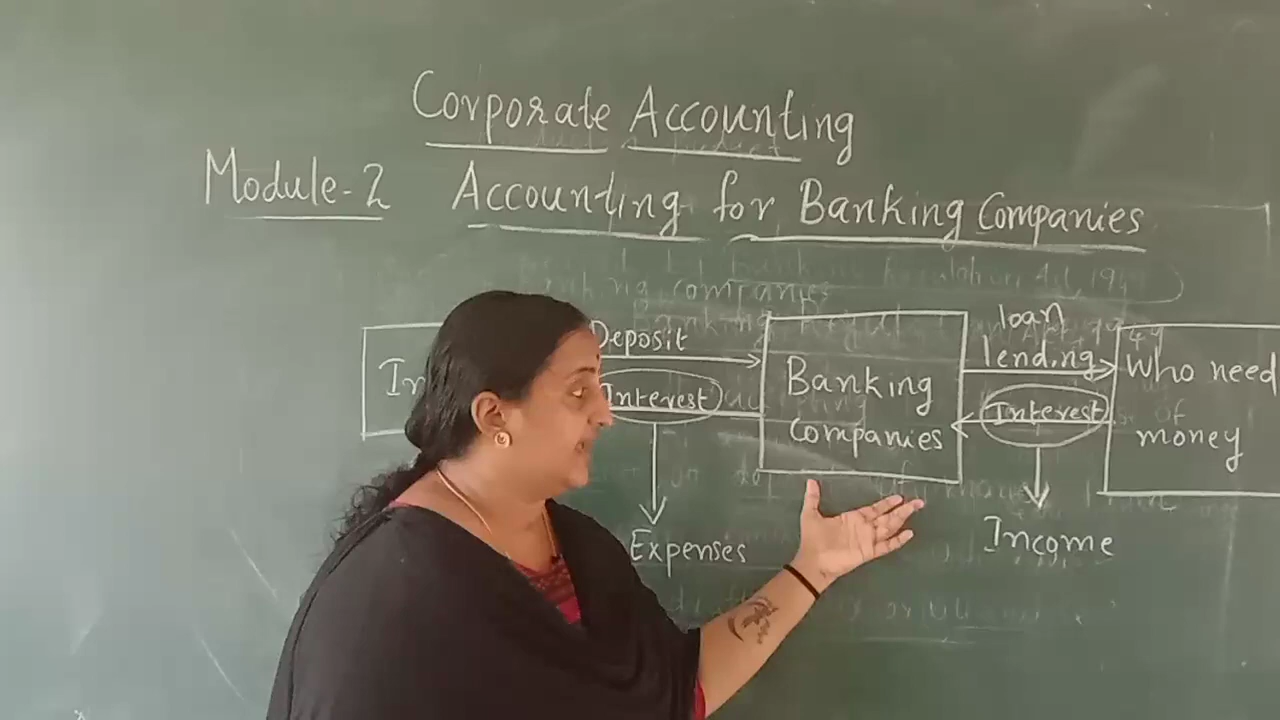 Corporate Accounting
Module-2 Accounting for Banking Companies
Deposit
Interest
Expenses
Banking
Companies
loan
lending
Interest
Income
Who need
money